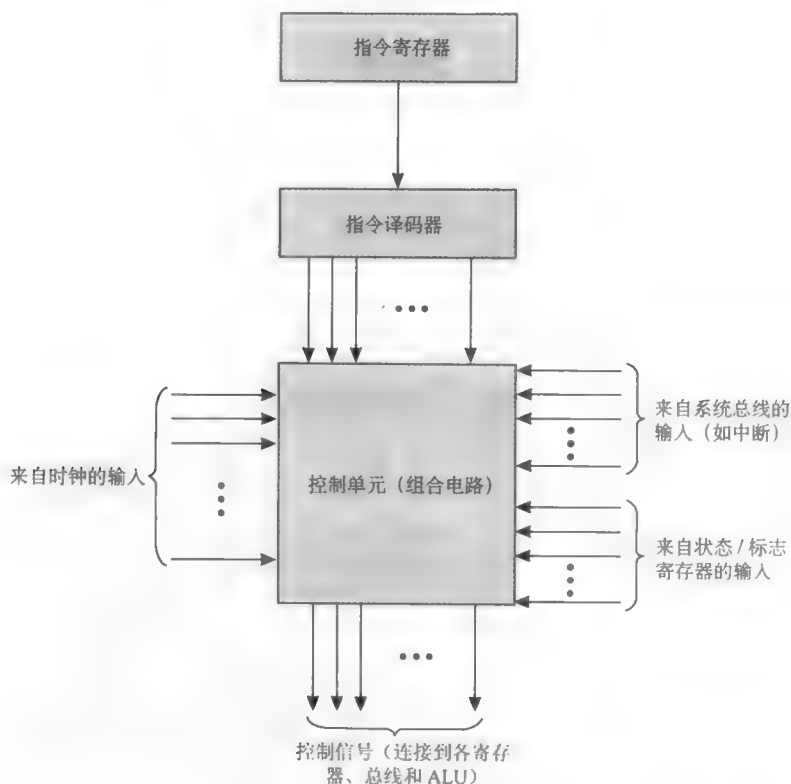 指令寄存器
指令译码器
来自系统总线的
输入（如中断）
来自时钟的输入
控制单元（组合电路）
来自状态/标志
寄存器的输入
控制信号（连接到各寄存
器、总线和ALU）